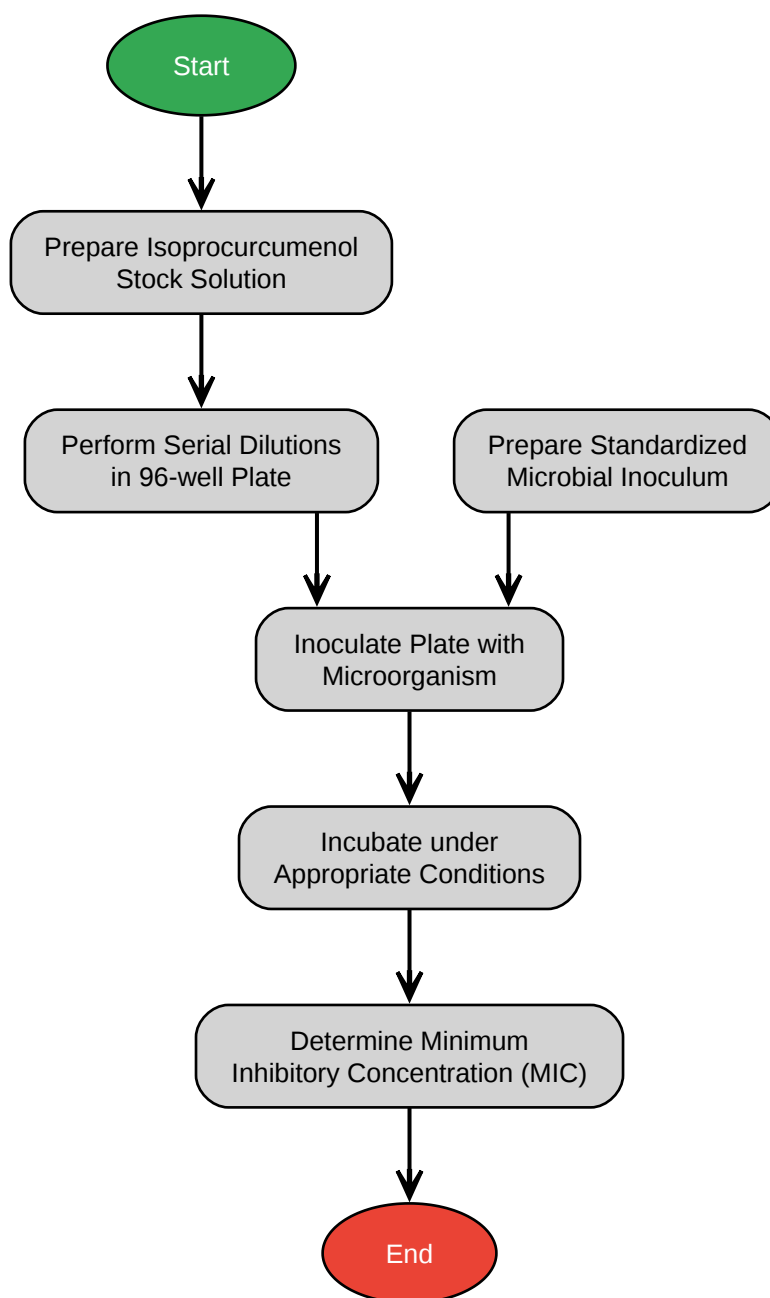 Start
Prepare Isoprocurcumenol
Stock Solution
Perform Serial Dilutions
in 96-well Plate
Prepare Standardized
Microbial Inoculum
Inoculate Plate with
Microorganism
Incubate under
Appropriate Conditions
Determine Minimum
Inhibitory Concentration (MIC)
End